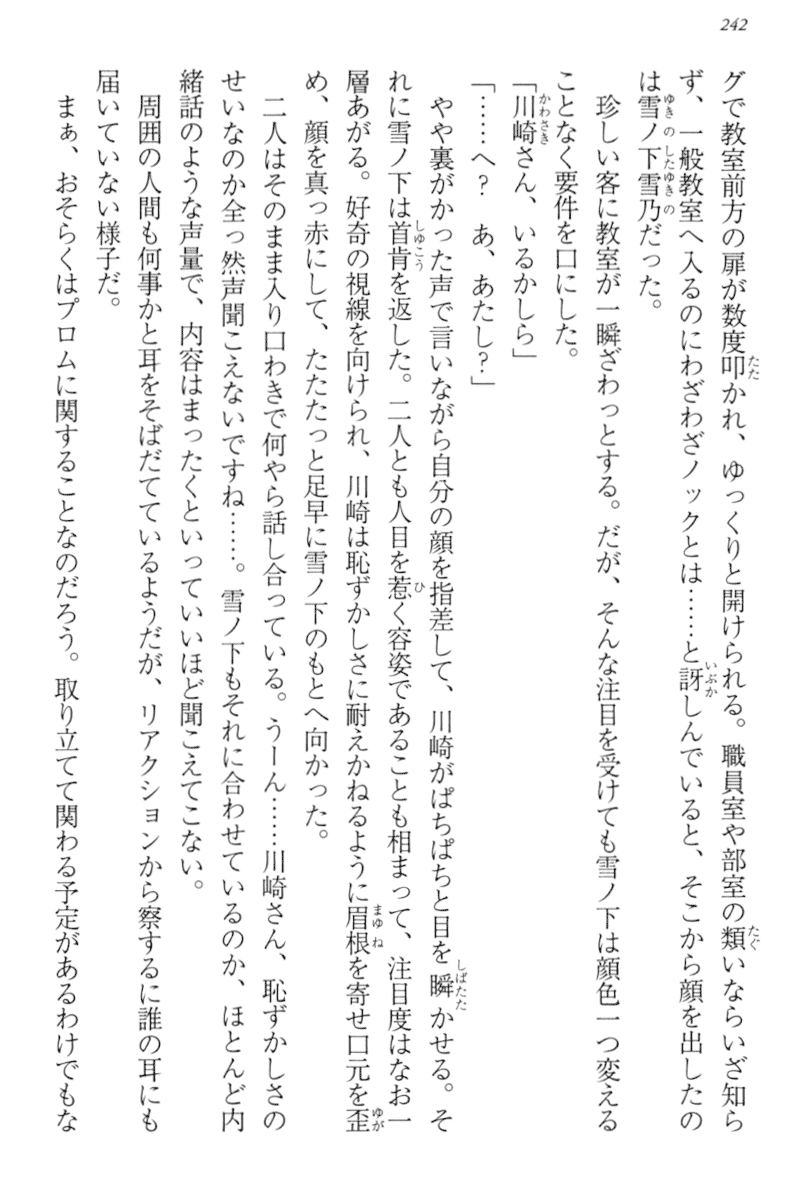 242
グで教室前方の扉が数度叩かれ、ゆっくりと開けられる。職員室や部室の類いならいざ知ら
ず、一般教室へ入るのにわざわざノックとは……と訝しんでいると、そこから顔を出したの
は雪ノ下雪乃だった。
珍しい客に教室が一瞬ざわっとする。だが、そんな注目を受けても雪ノ下は顔色一つ変える
ことなく要件を口にした。
「川崎さん、いるかしら」
「……へ？　あ、あたし？」
やや裏がかった声で言いながら自分の顔を指差して、川崎がぱちぱちと目を瞬かせる。そ
れに雪ノ下は首肯を返した。二人とも人目を惹く容姿であることも相まって、注目度はなお一
層あがる。好奇の視線を向けられ、川崎は恥ずかしさに耐えかねるように眉根を寄せ口元を歪
め、顔を真っ赤にして、たたたっと足早に雪ノ下のもとへ向かった。
二人はそのまま入り口わきで何やら話し合っている。うーん……川崎さん、恥ずかしさの
せいなのか全っ然声聞こえないですね……。雪ノ下もそれに合わせているのか、ほとんど内
緒話のような声量で、内容はまったくといっていいほど聞こえてこない。
周囲の人間も何事かと耳をそばだてているようだが、リアクションから察するに誰の耳にも
届いていない様子だ。
まぁ、おそらくはプロムに関することなのだろう。取り立てて関わる予定があるわけでもな